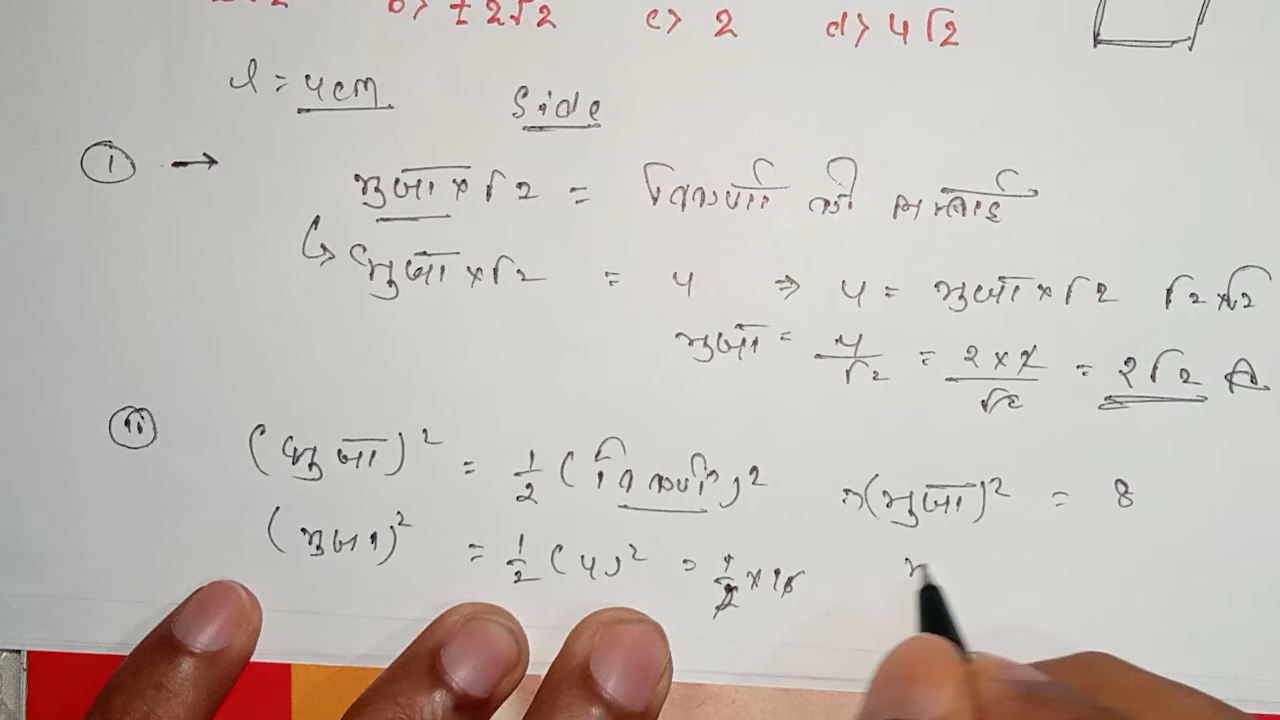 b> ±2√2 c> 2 d> 4√2
l = 4cm Side
① → भुजा × √2 = विकर्ण की लम्बाई
↳ भुजा × √2 = 4 ⇒ 4 = भुजा × √2 √2 × √2
भुजा = 4/√2 = 2 × 2/√2 = 2√2 A
(ii) (भुजा)² = 1/2 (विकर्ण)² ⇒ (भुजा)² = 8
(भुजा)² = 1/2 (4)² = 1/2 × 16